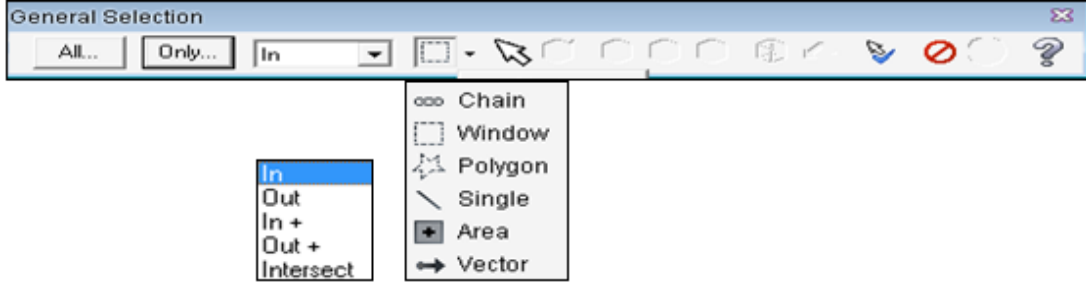 General Selection
All... Only... In
Chain
Window
Polygon
Single
Area
Vector
In
Out
In +
Out +
Intersect